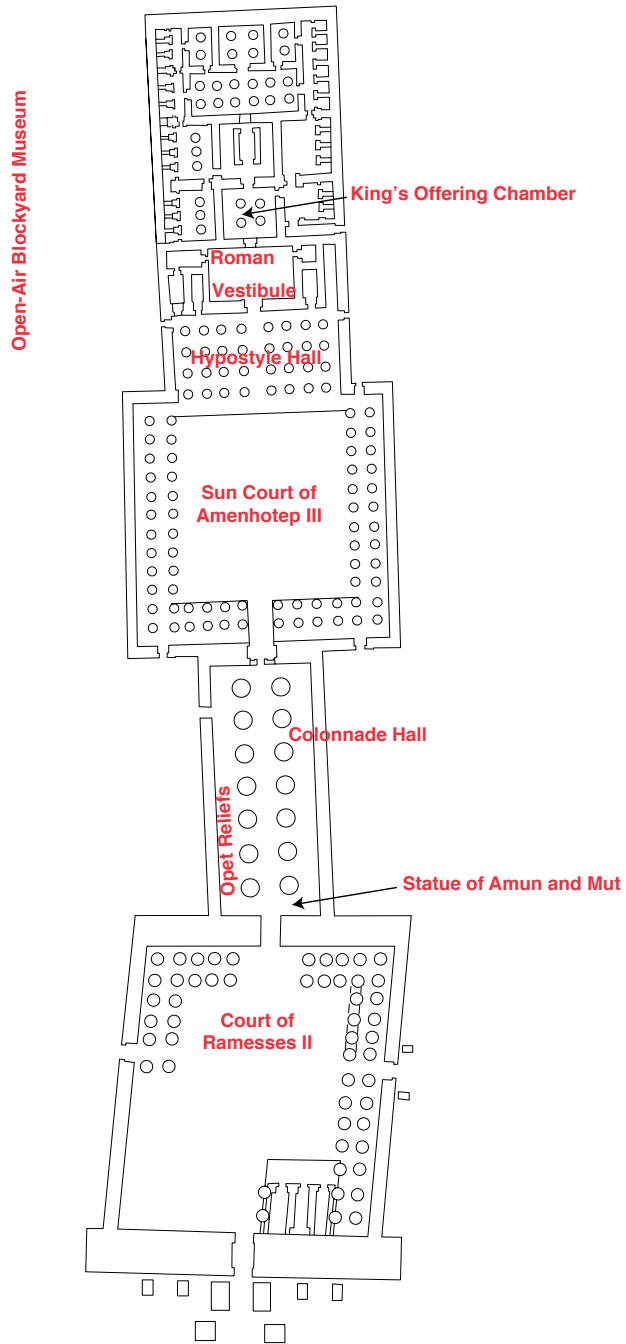 Open-Air Blockyard Museum
King's Offering Chamber
Roman
Vestibule
Hypostyle Hall
Sun Court of
Amenhotep III
Colonnade Hall
Opet Reliefs
Statue of Amun and Mut
Court of
Ramesses II